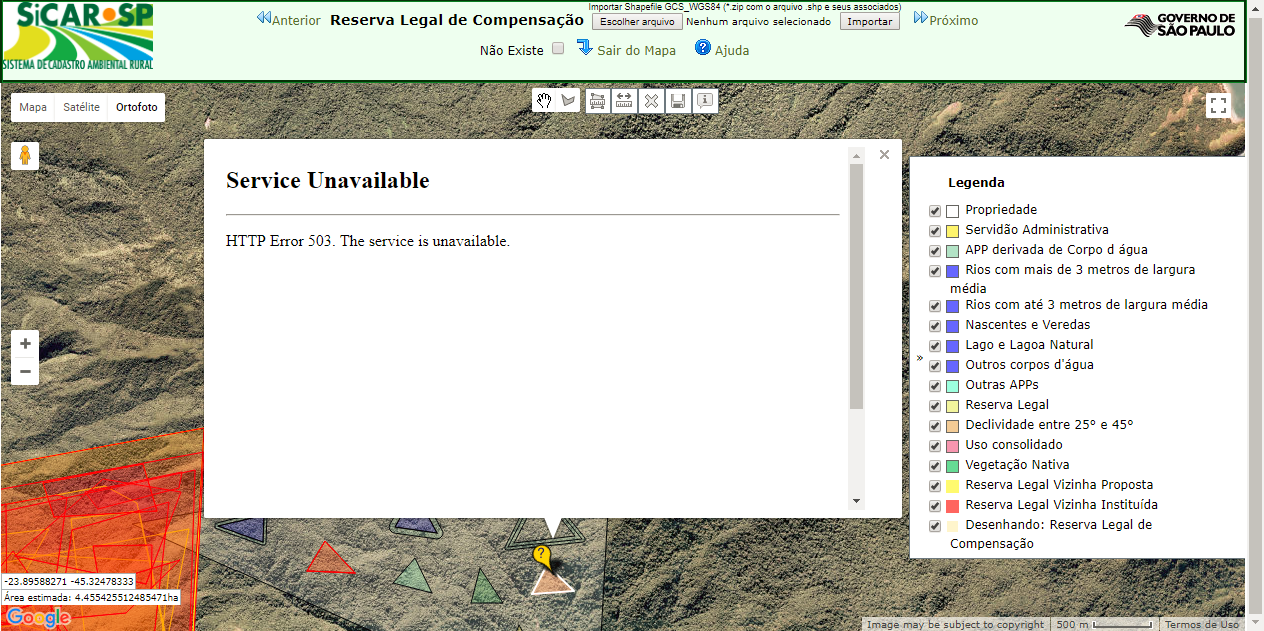 SiCAR SP
SISTEMA DE CADASTRO AMBIENTAL RURAL
Anterior
Reserva Legal de Compensação
Importar Shapefile GCS_WGS84 (*.zip com o arquivo .shp e seus associados)
Escolher arquivo Nenhum arquivo selecionado Importar
Próximo
GOVERNO DE
SÃO PAULO
Não Existe Sair do Mapa ? Ajuda
Mapa Satélite Ortofoto
Service Unavailable
HTTP Error 503. The service is unavailable.
Legenda
Propriedade
Servidão Administrativa
APP derivada de Corpo d água
Rios com mais de 3 metros de largura
média
Rios com até 3 metros de largura média
Nascentes e Veredas
Lago e Lagoa Natural
» Outros corpos d'água
Outras APPs
Reserva Legal
Declividade entre 25° e 45°
Uso consolidado
Vegetação Nativa
Reserva Legal Vizinha Proposta
Reserva Legal Vizinha Instituída
Desenhando: Reserva Legal de
Compensação
?
-23.89588271 -45.32478333
Área estimada: 4.455425512485471ha
Google
Image may be subject to copyright 500 m Termos de Uso